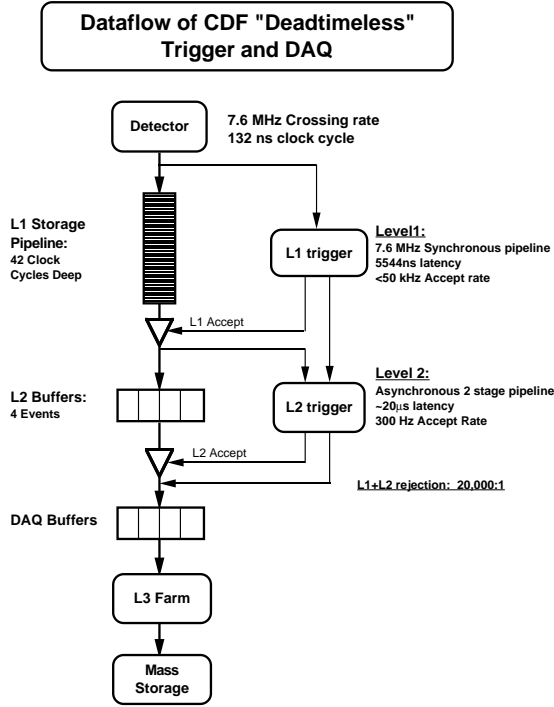 Dataflow of CDF "Deadtimeless"
Trigger and DAQ
Detector
7.6 MHz Crossing rate
132 ns clock cycle
L1 Storage
Pipeline:
42 Clock
Cycles Deep
L1 trigger
Level1:
7.6 MHz Synchronous pipeline
5544ns latency
<50 kHz Accept rate
L1 Accept
L2 Buffers:
4 Events
L2 trigger
Level 2:
Asynchronous 2 stage pipeline
~20μs latency
300 Hz Accept Rate
L2 Accept
L1+L2 rejection: 20,000:1
DAQ Buffers
L3 Farm
Mass
Storage